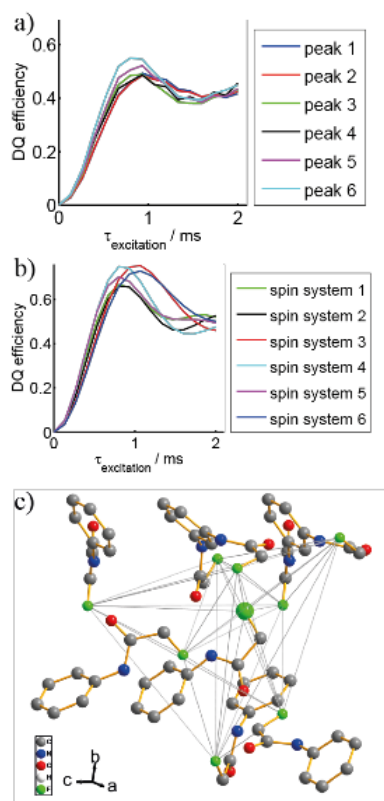 a)
0.6
0.4
0.2
0
DQ efficiency
0
1
2
τexcitation / ms
peak 1
peak 2
peak 3
peak 4
peak 5
peak 6
b)
0.6
0.4
0.2
0
DQ efficiency
0
1
2
τexcitation / ms
spin system 1
spin system 2
spin system 3
spin system 4
spin system 5
spin system 6
c)
C
N
O
H
F
b
c
a